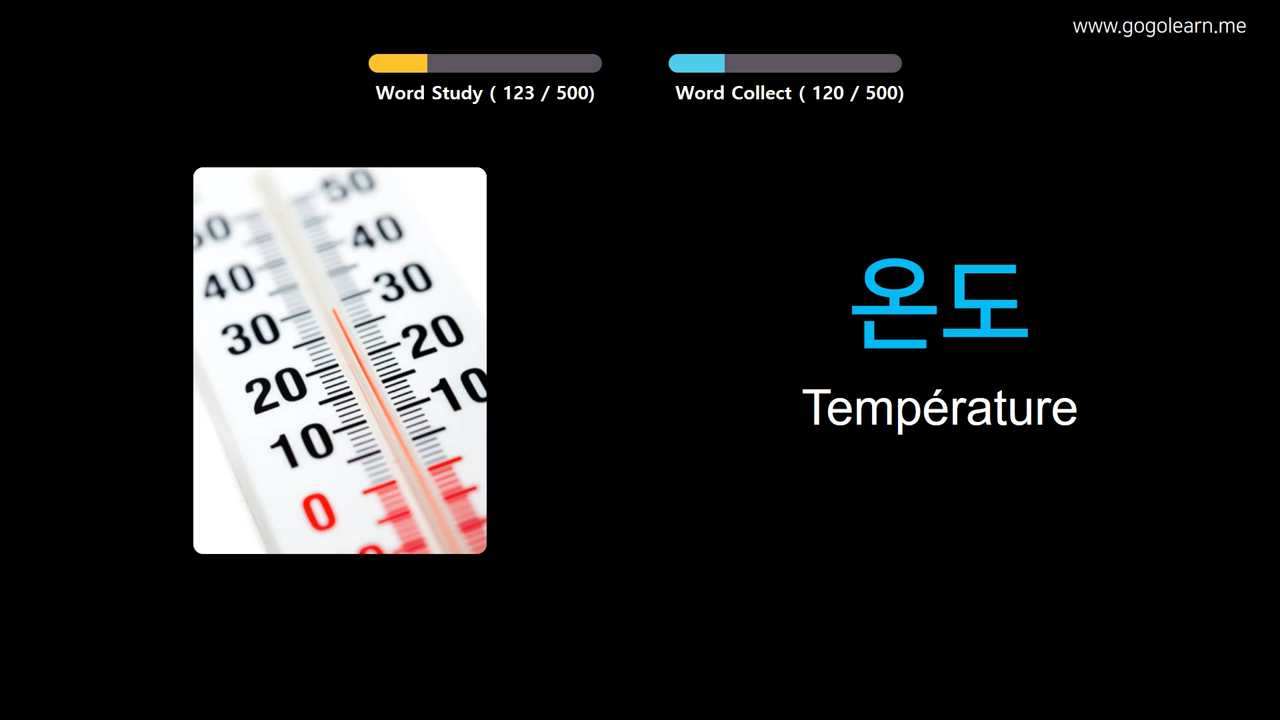 www.gogolearn.me
Word Study ( 123 / 500)
Word Collect ( 120 / 500)
50
40
30
20
10
40
30
20
10
0
온도
Température